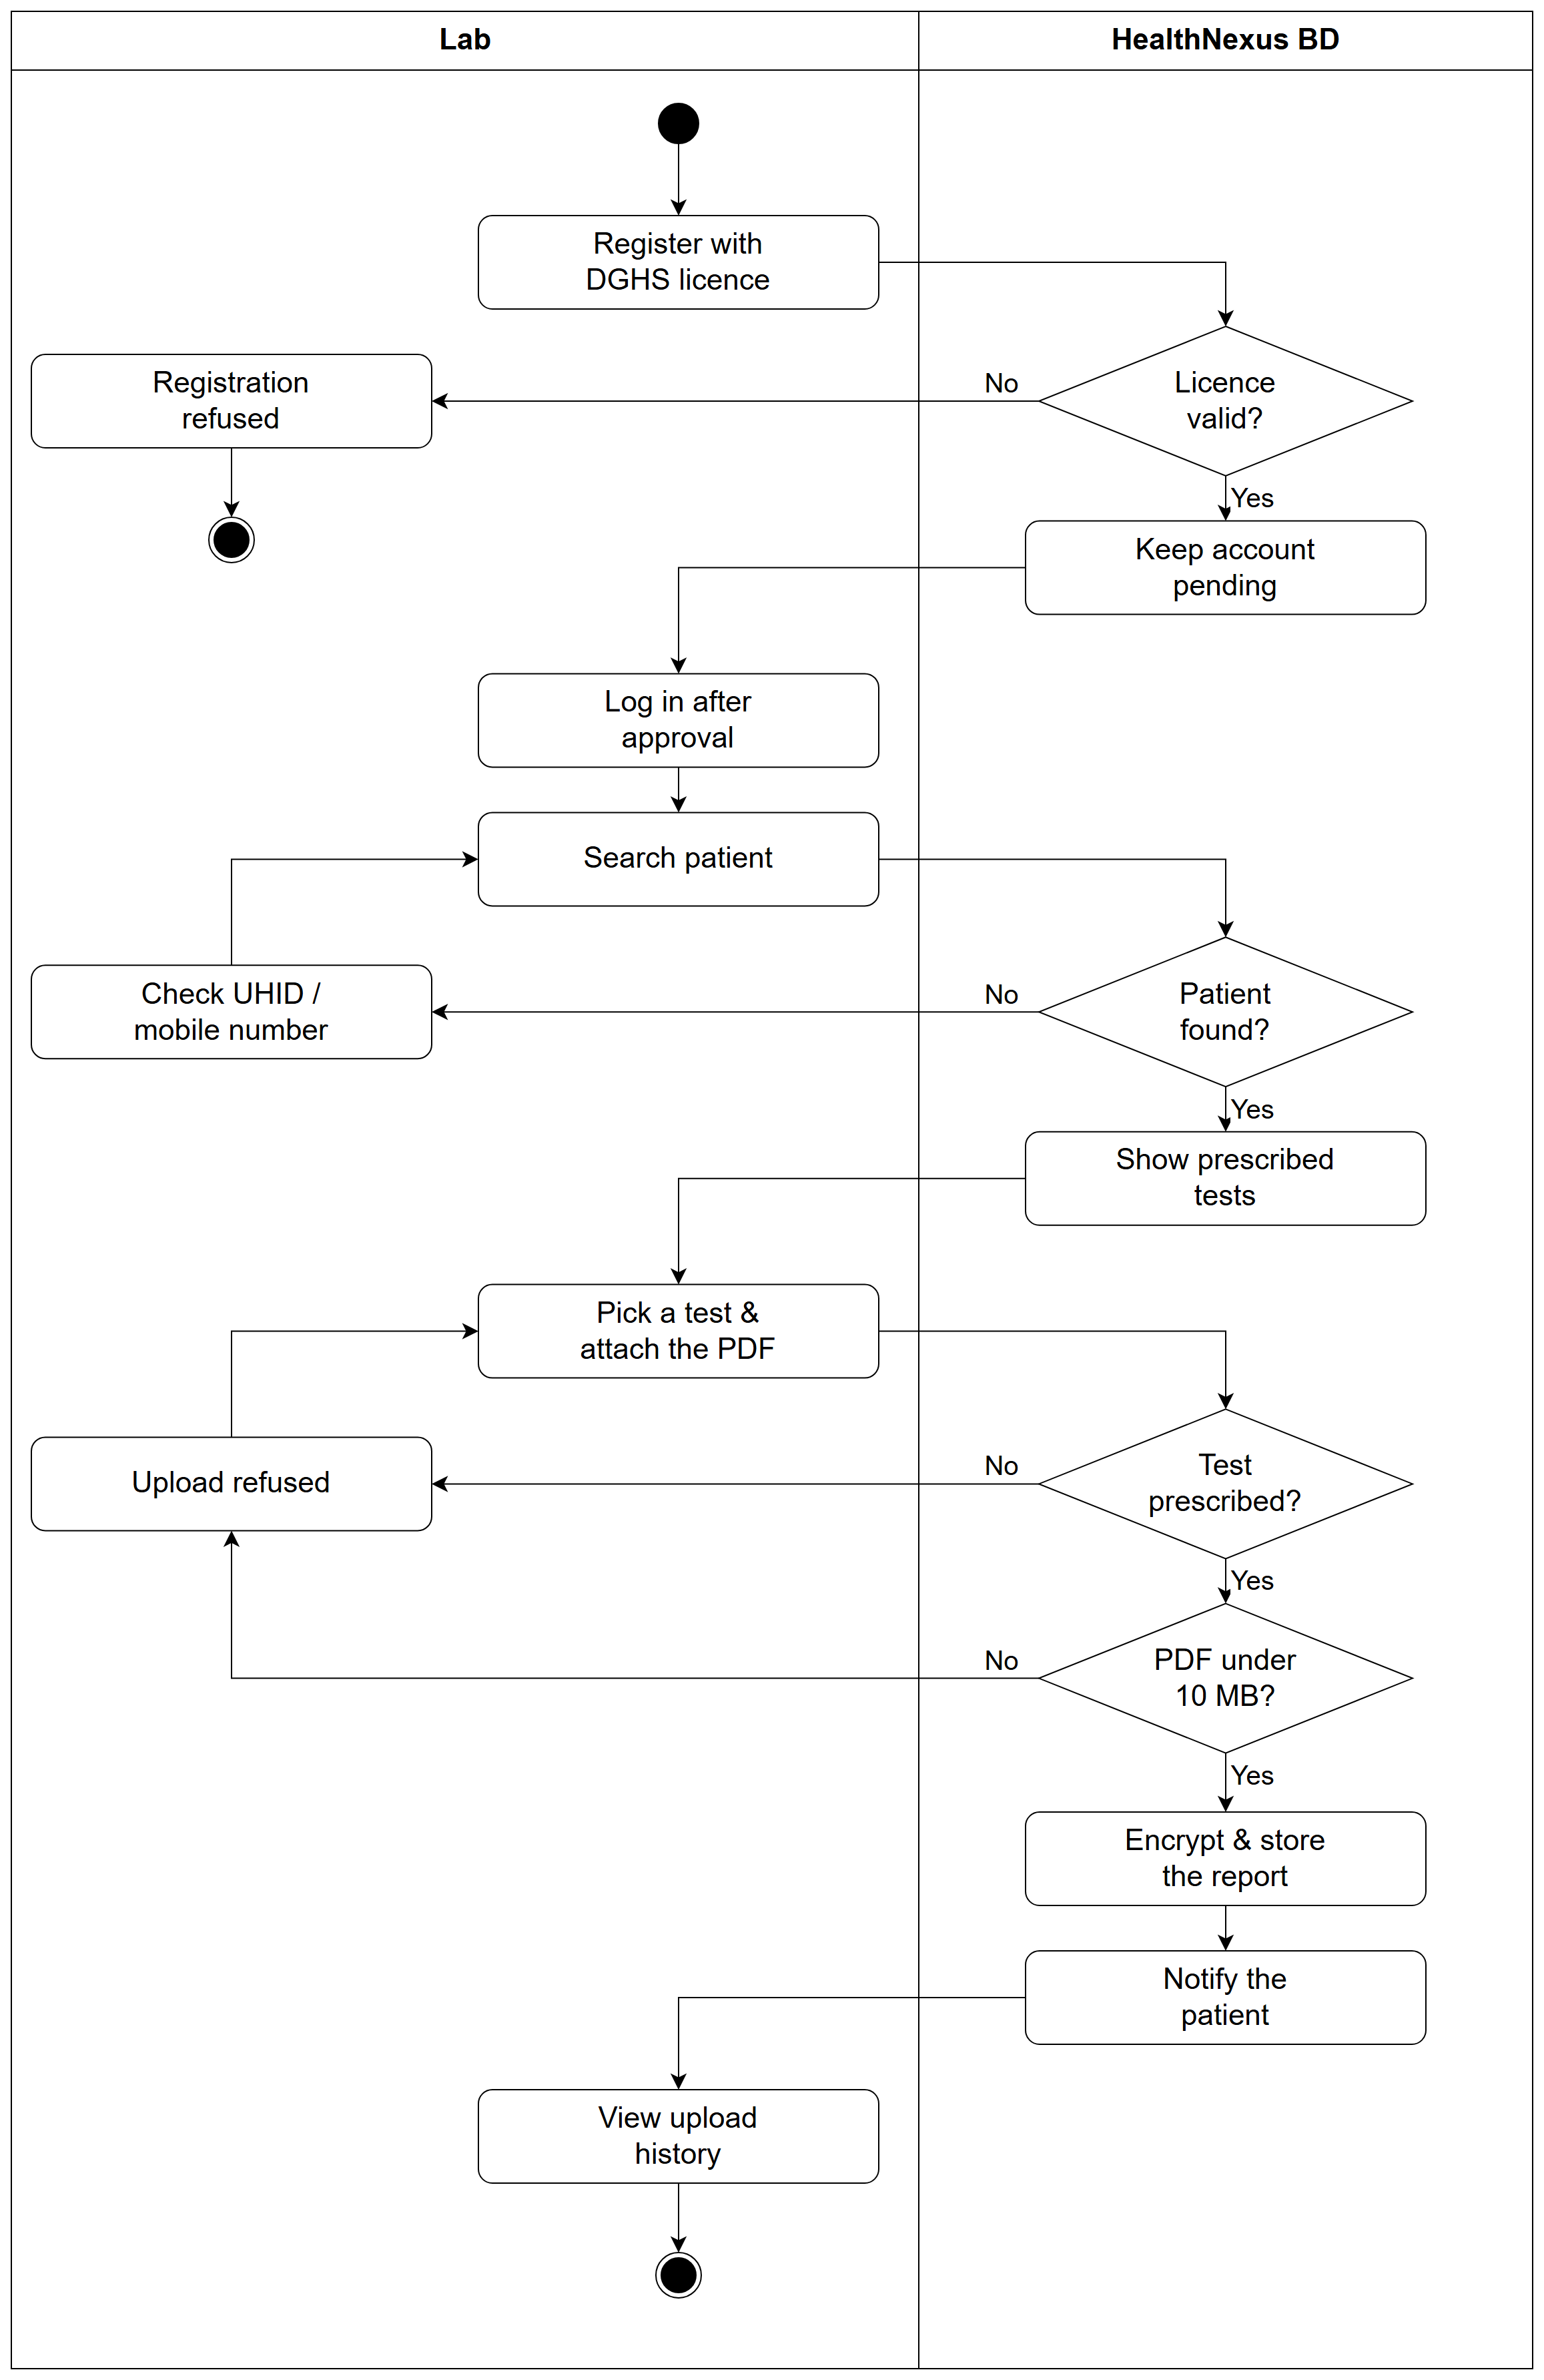 Lab
HealthNexus BD
Register with
DGHS licence
Licence
valid?
No
Registration
refused
Yes
Keep account
pending
Log in after
approval
Search patient
Patient
found?
No
Check UHID /
mobile number
Yes
Show prescribed
tests
Pick a test &
attach the PDF
Test
prescribed?
No
Upload refused
Yes
PDF under
10 MB?
No
Yes
Encrypt & store
the report
Notify the
patient
View upload
history